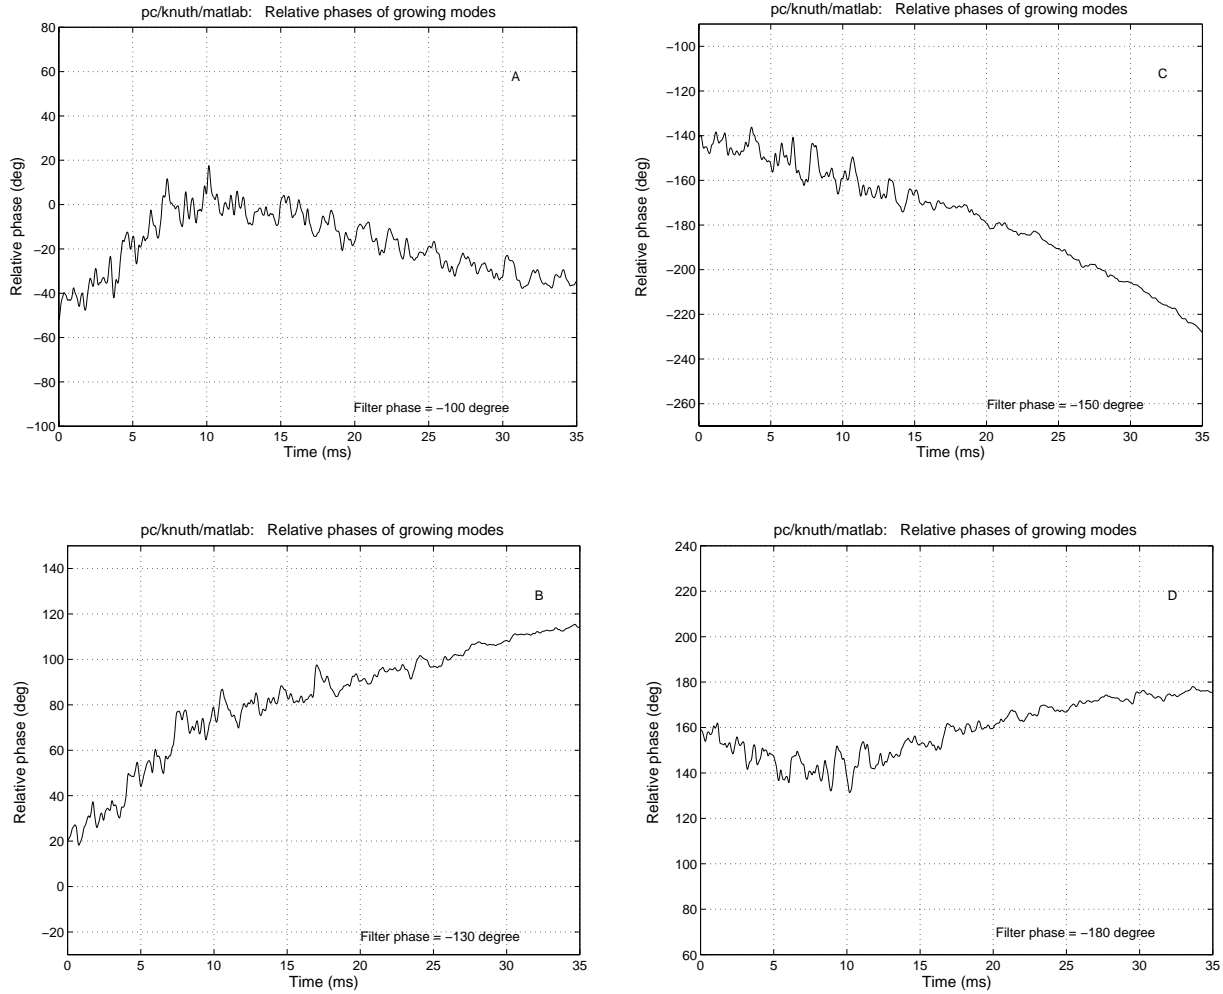 pc/knuth/matlab: Relative phases of growing modes
80
60
40
20
0
−20
−40
−60
−80
−100
Relative phase (deg)
A
Filter phase = −100 degree
0 5 10 15 20 25 30 35
Time (ms)
pc/knuth/matlab: Relative phases of growing modes
−100
−120
−140
−160
−180
−200
−220
−240
−260
Relative phase (deg)
C
Filter phase = −150 degree
0 5 10 15 20 25 30 35
Time (ms)
pc/knuth/matlab: Relative phases of growing modes
140
120
100
80
60
40
20
0
−20
Relative phase (deg)
B
Filter phase = −130 degree
0 5 10 15 20 25 30 35
Time (ms)
pc/knuth/matlab: Relative phases of growing modes
240
220
200
180
160
140
120
100
80
60
Relative phase (deg)
D
Filter phase = −180 degree
0 5 10 15 20 25 30 35
Time (ms)